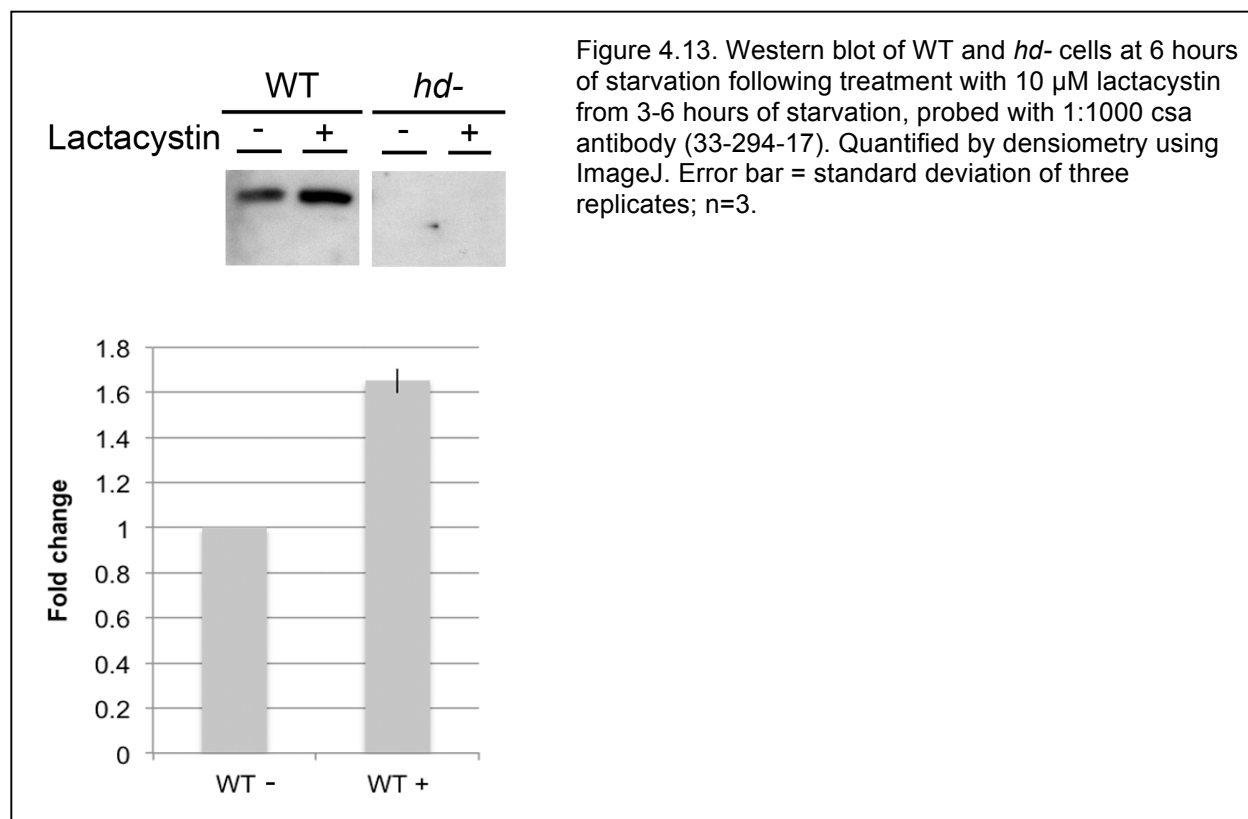 WT hd-
Lactacystin - + - +
Figure 4.13. Western blot of WT and hd- cells at 6 hours
of starvation following treatment with 10 µM lactacystin
from 3-6 hours of starvation, probed with 1:1000 csa
antibody (33-294-17). Quantified by densiometry using
ImageJ. Error bar = standard deviation of three
replicates; n=3.
Fold change
1.8
1.6
1.4
1.2
1
0.8
0.6
0.4
0.2
0
WT - WT +